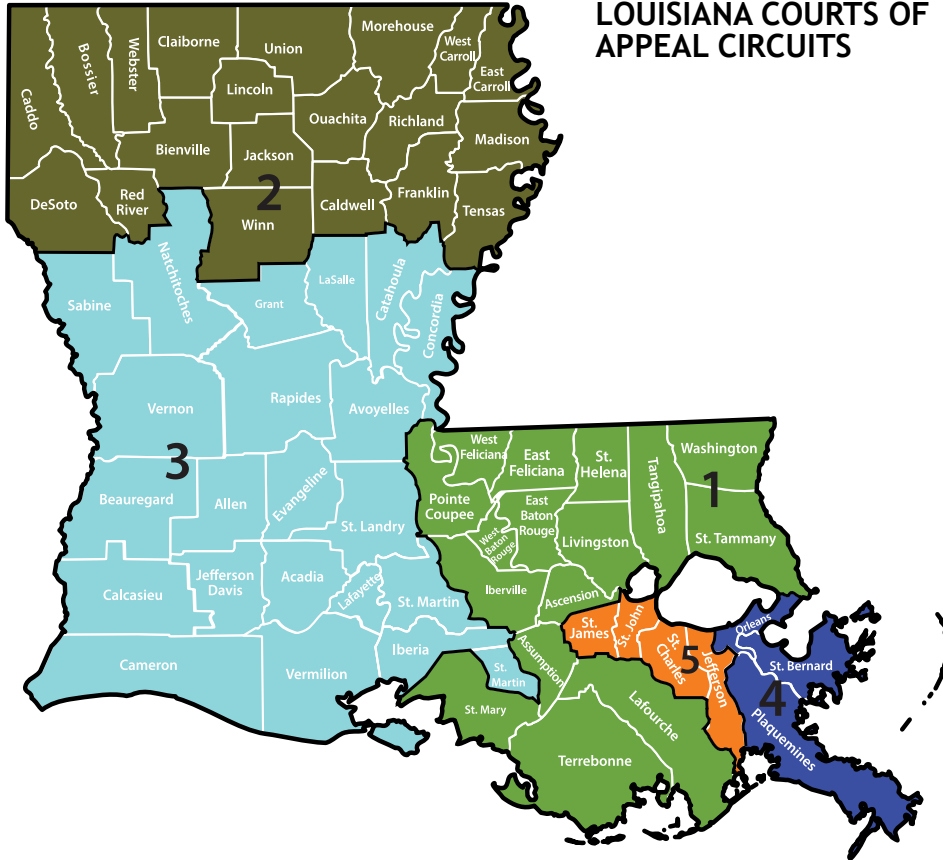 LOUISIANA COURTS OF
APPEAL CIRCUITS
Caddo
Bossier
Webster
Claiborne
Union
Morehouse
West
Carroll
East
Carroll
Lincoln
Ouachita
Richland
Madison
Bienville
Jackson
2
DeSoto
Red
River
Winn
Caldwell
Franklin
Tensas
Sabine
Natchitoches
Grant
LaSalle
Catahoula
Concordia
Vernon
Rapides
Avoyelles
3
Beauregard
Allen
Evangeline
St. Landry
Calcasieu
Jefferson
Davis
Acadia
Lafayette
St. Martin
Cameron
Vermilion
Iberia
St.
Martin
West
Feliciana
East
Feliciana
St.
Helena
Tangipahoa
Washington
1
Pointe
Coupee
West
Baton
Rouge
East
Baton
Rouge
Livingston
St. Tammany
Iberville
Ascension
Assumption
St. Mary
Terrebonne
Lafourche
St.
James
St. John
St.
Charles
5
Jefferson
Orleans
St. Bernard
4
Plaquemines